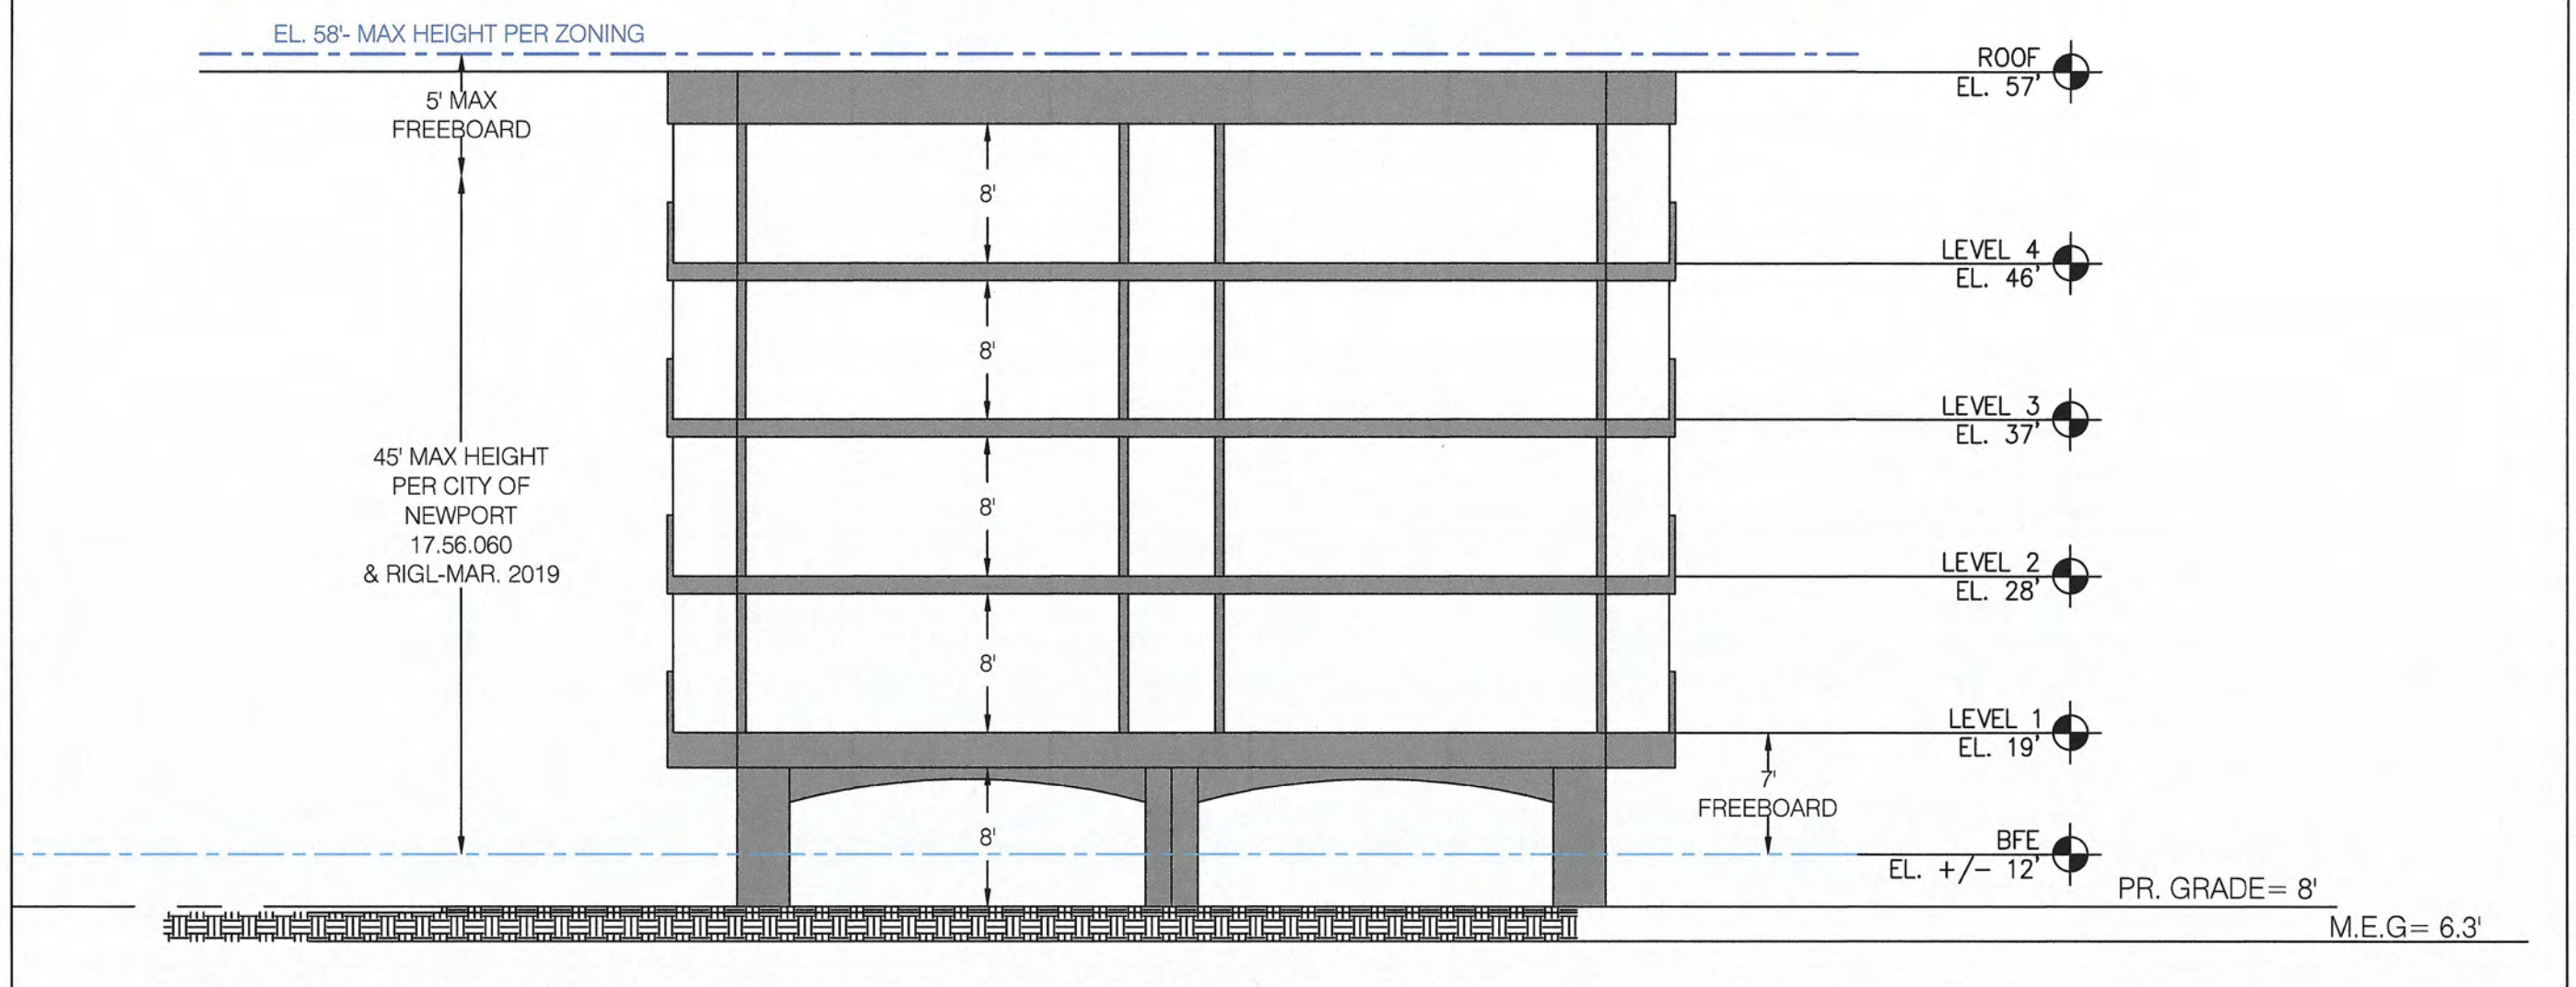 EL. 58'- MAX HEIGHT PER ZONING
ROOF
EL. 57'
5' MAX
FREEBOARD
8'
LEVEL 4
EL. 46'
8'
LEVEL 3
EL. 37'
45' MAX HEIGHT
PER CITY OF
NEWPORT
17.56.060
& RIGL-MAR. 2019
8'
LEVEL 2
EL. 28'
8'
LEVEL 1
EL. 19'
7'
FREEBOARD
8'
BFE
EL. +/- 12'
PR. GRADE= 8'
M.E.G= 6.3'